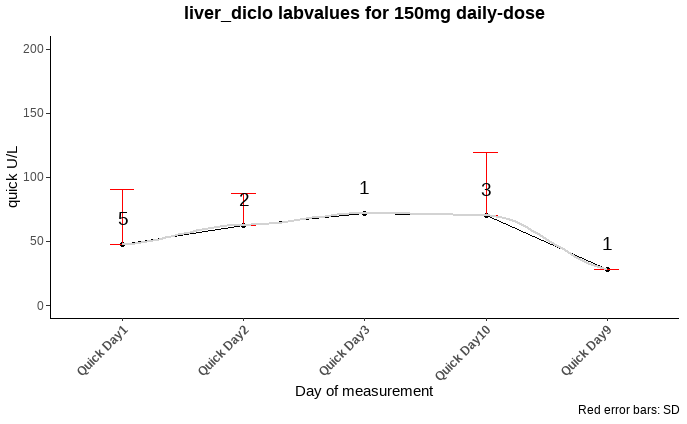 liver_diclo labvalues for 150mg daily-dose
quick U/L
200
150
100
50
0
5
2
1
3
1
Quick Day1
Quick Day2
Quick Day3
Quick Day10
Quick Day9
Day of measurement
Red error bars: SD